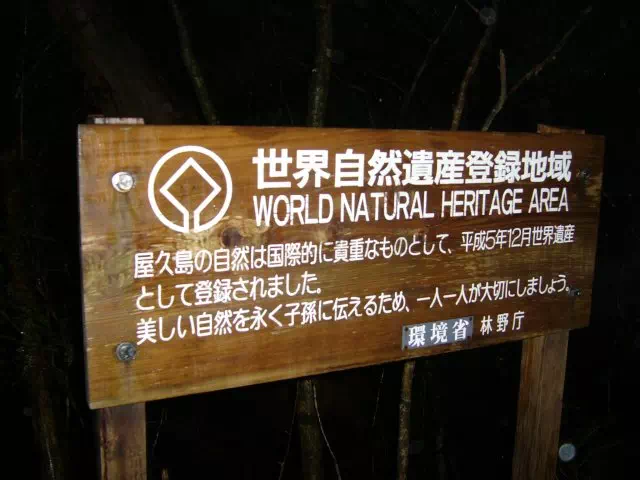 世界自然遺産登録地域
WORLD NATURAL HERITAGE AREA
屋久島の自然は国際的に貴重なものとして、平成5年12月世界遺産
として登録されました。
美しい自然を永く子孫に伝えるため、一人一人が大切にしましょう。
環境省 林野庁